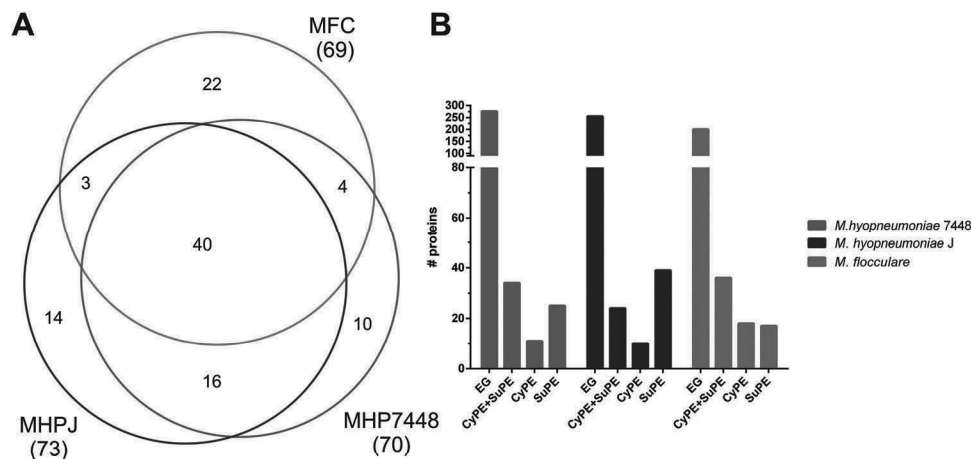 A
MFC
(69)
22
3
4
40
14
10
16
MHPJ
(73)
MHP7448
(70)
B
# proteins
300
250
200
150
100
80
60
40
20
0
EG
CyPE+SuPE
CyPE
SuPE
EG
CyPE+SuPE
CyPE
SuPE
EG
CyPE+SuPE
CyPE
SuPE
M.hyopneumoniae 7448
M. hyopneumoniae J
M. flocculare